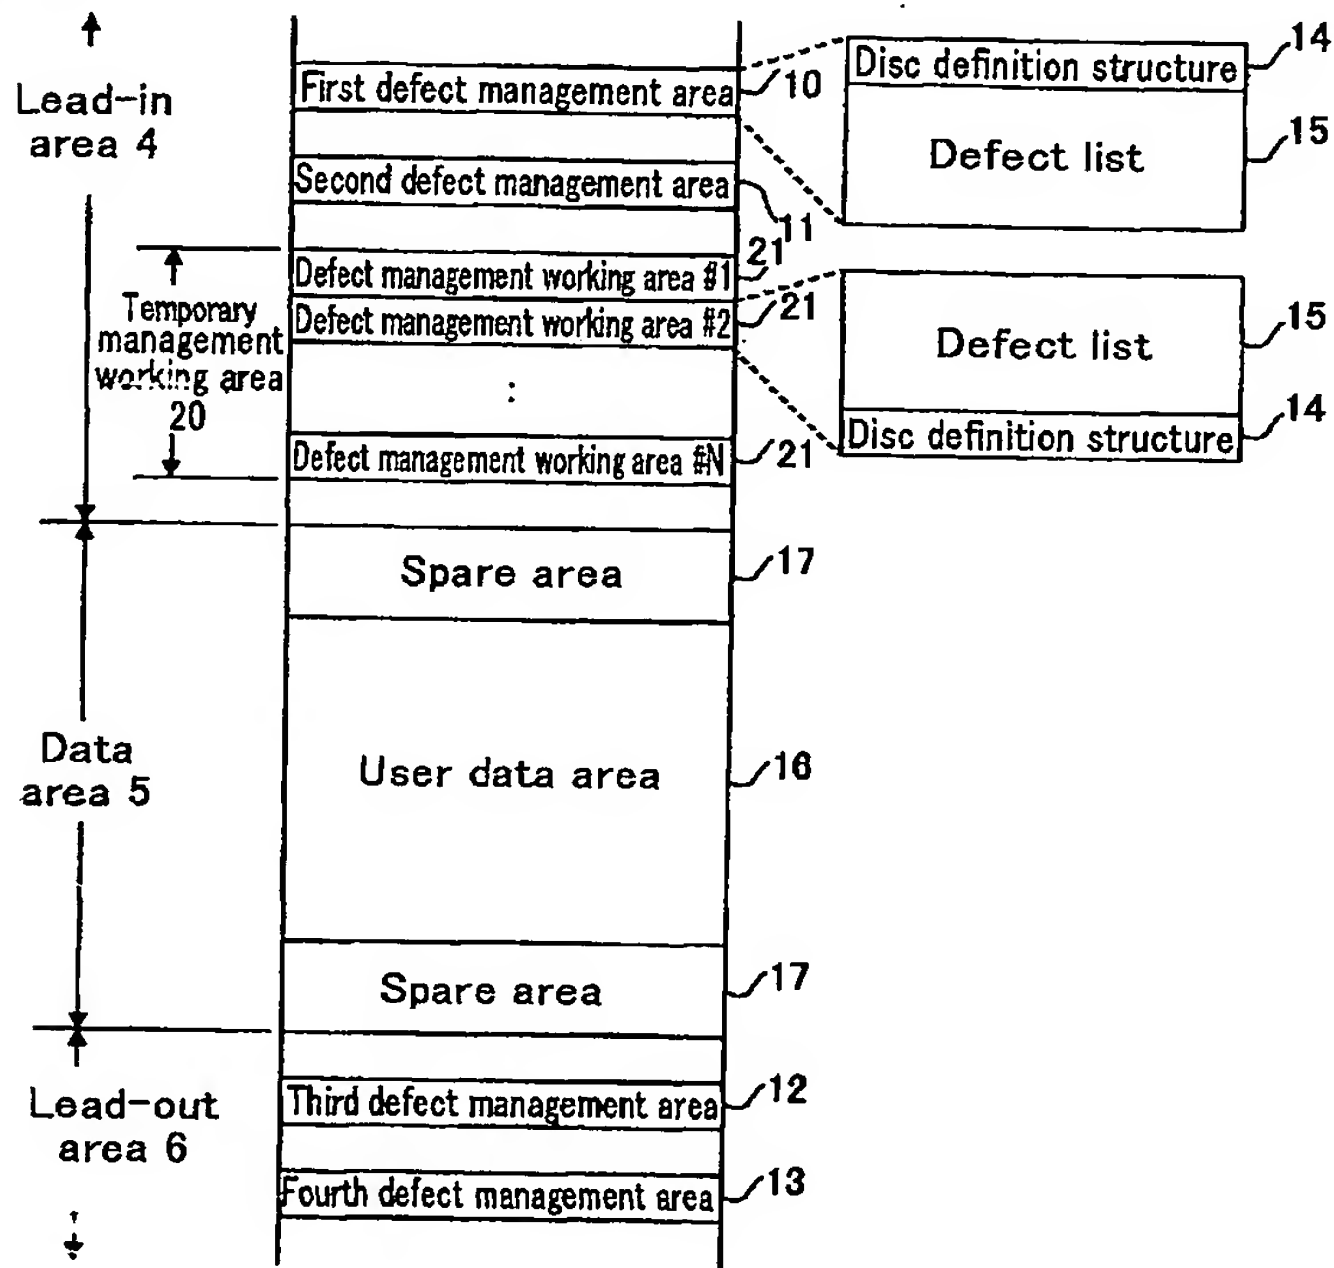 Lead-in
area 4
First defect management area
10
Disc definition structure
14
Defect list
15
Second defect management area
11
Temporary
management
working area
20
Defect management working area #1
21
Defect management working area #2
21
Defect list
15
Disc definition structure
14
:
Defect management working area #N
21
Data
area 5
Spare area
17
User data area
16
Spare area
17
Lead-out
area 6
Third defect management area
12
Fourth defect management area
13